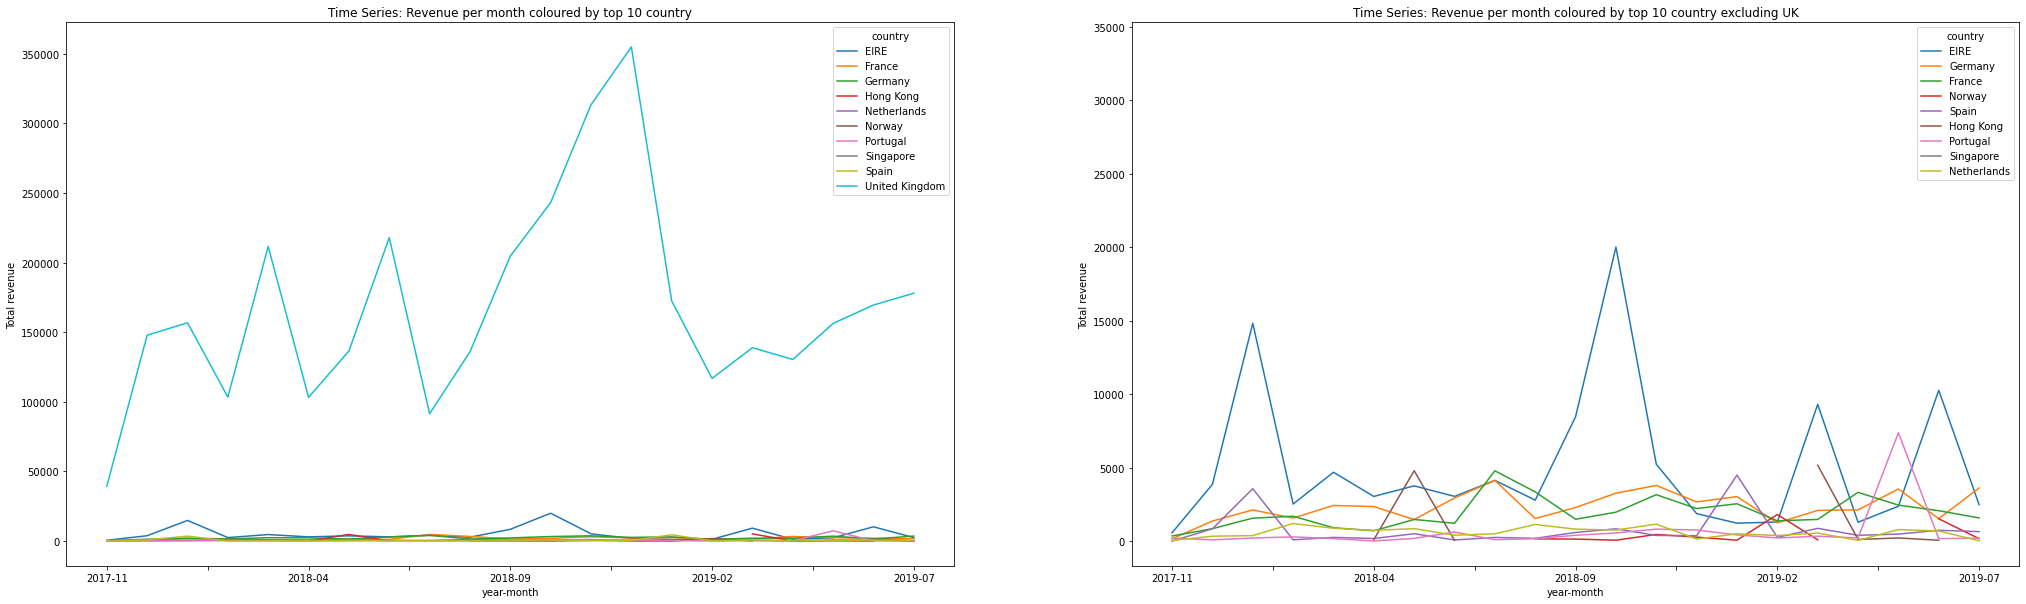 Time Series: Revenue per month coloured by top 10 country
350000
300000
250000
200000
150000
100000
50000
0
Total revenue
country
EIRE
France
Germany
Hong Kong
Netherlands
Norway
Portugal
Singapore
Spain
United Kingdom
2017-11
2018-04
2018-09
2019-02
2019-07
year-month
Time Series: Revenue per month coloured by top 10 country excluding UK
35000
30000
25000
20000
15000
10000
5000
0
Total revenue
country
EIRE
Germany
France
Norway
Spain
Hong Kong
Portugal
Singapore
Netherlands
2017-11
2018-04
2018-09
2019-02
2019-07
year-month